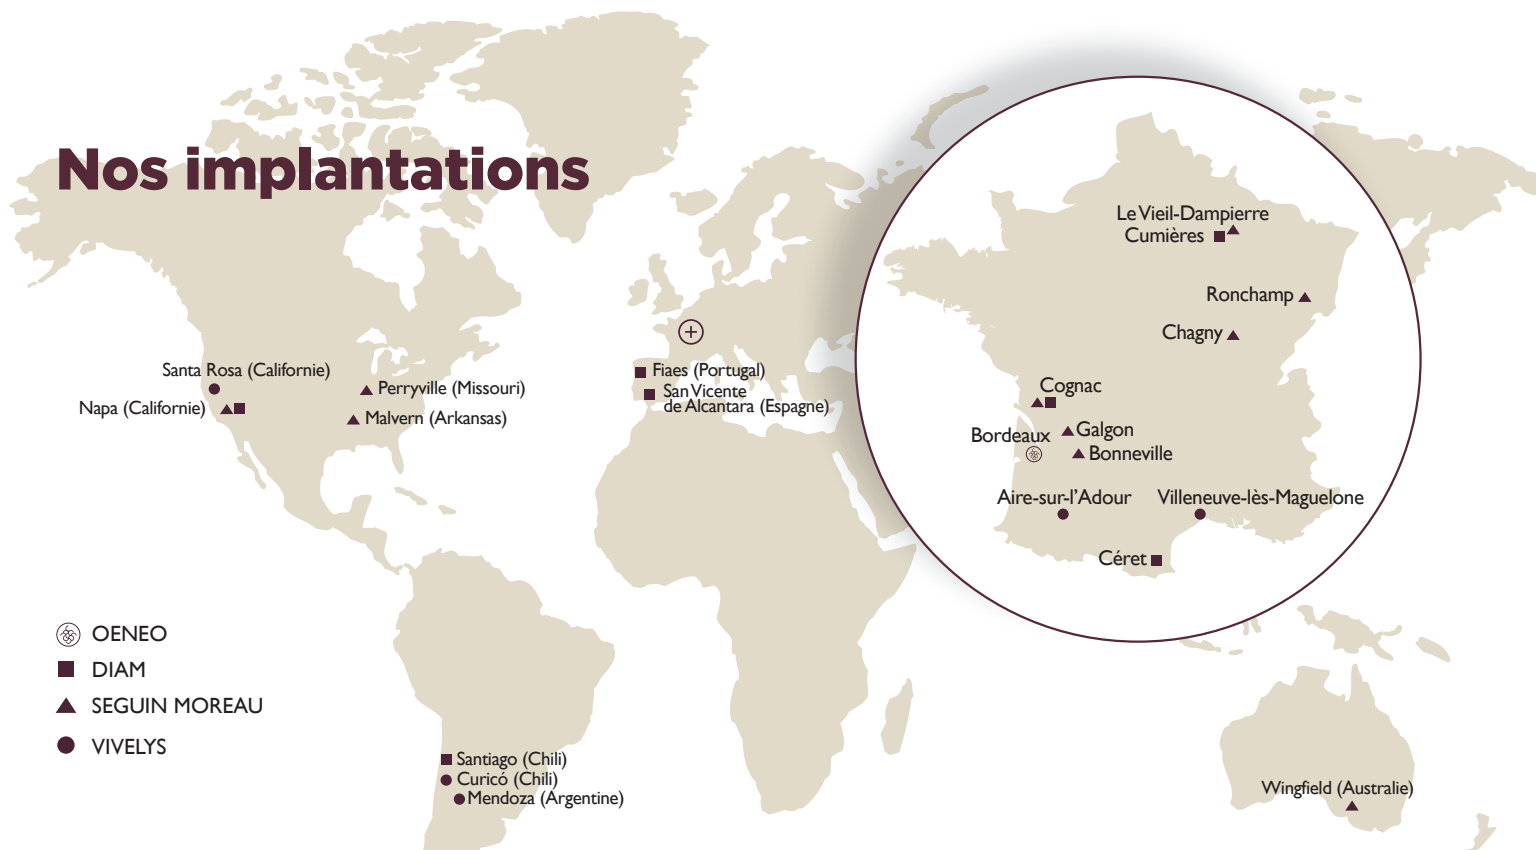 Nos implantations
Le Vieil-Dampierre
Cumières
Ronchamp
Chagny
Cognac
Galgon
Bordeaux
Bonneville
Aire-sur-l'Adour
Villeneuve-lès-Maguelone
Céret
Santa Rosa (Californie)
Napa (Californie)
Perryville (Missouri)
Malvern (Arkansas)
Fiaes (Portugal)
San Vicente
de Alcantara (Espagne)
OENEO
DIAM
SEGUIN MOREAU
VIVELYS
Santiago (Chili)
Curicó (Chili)
Mendoza (Argentine)
Wingfield (Australie)